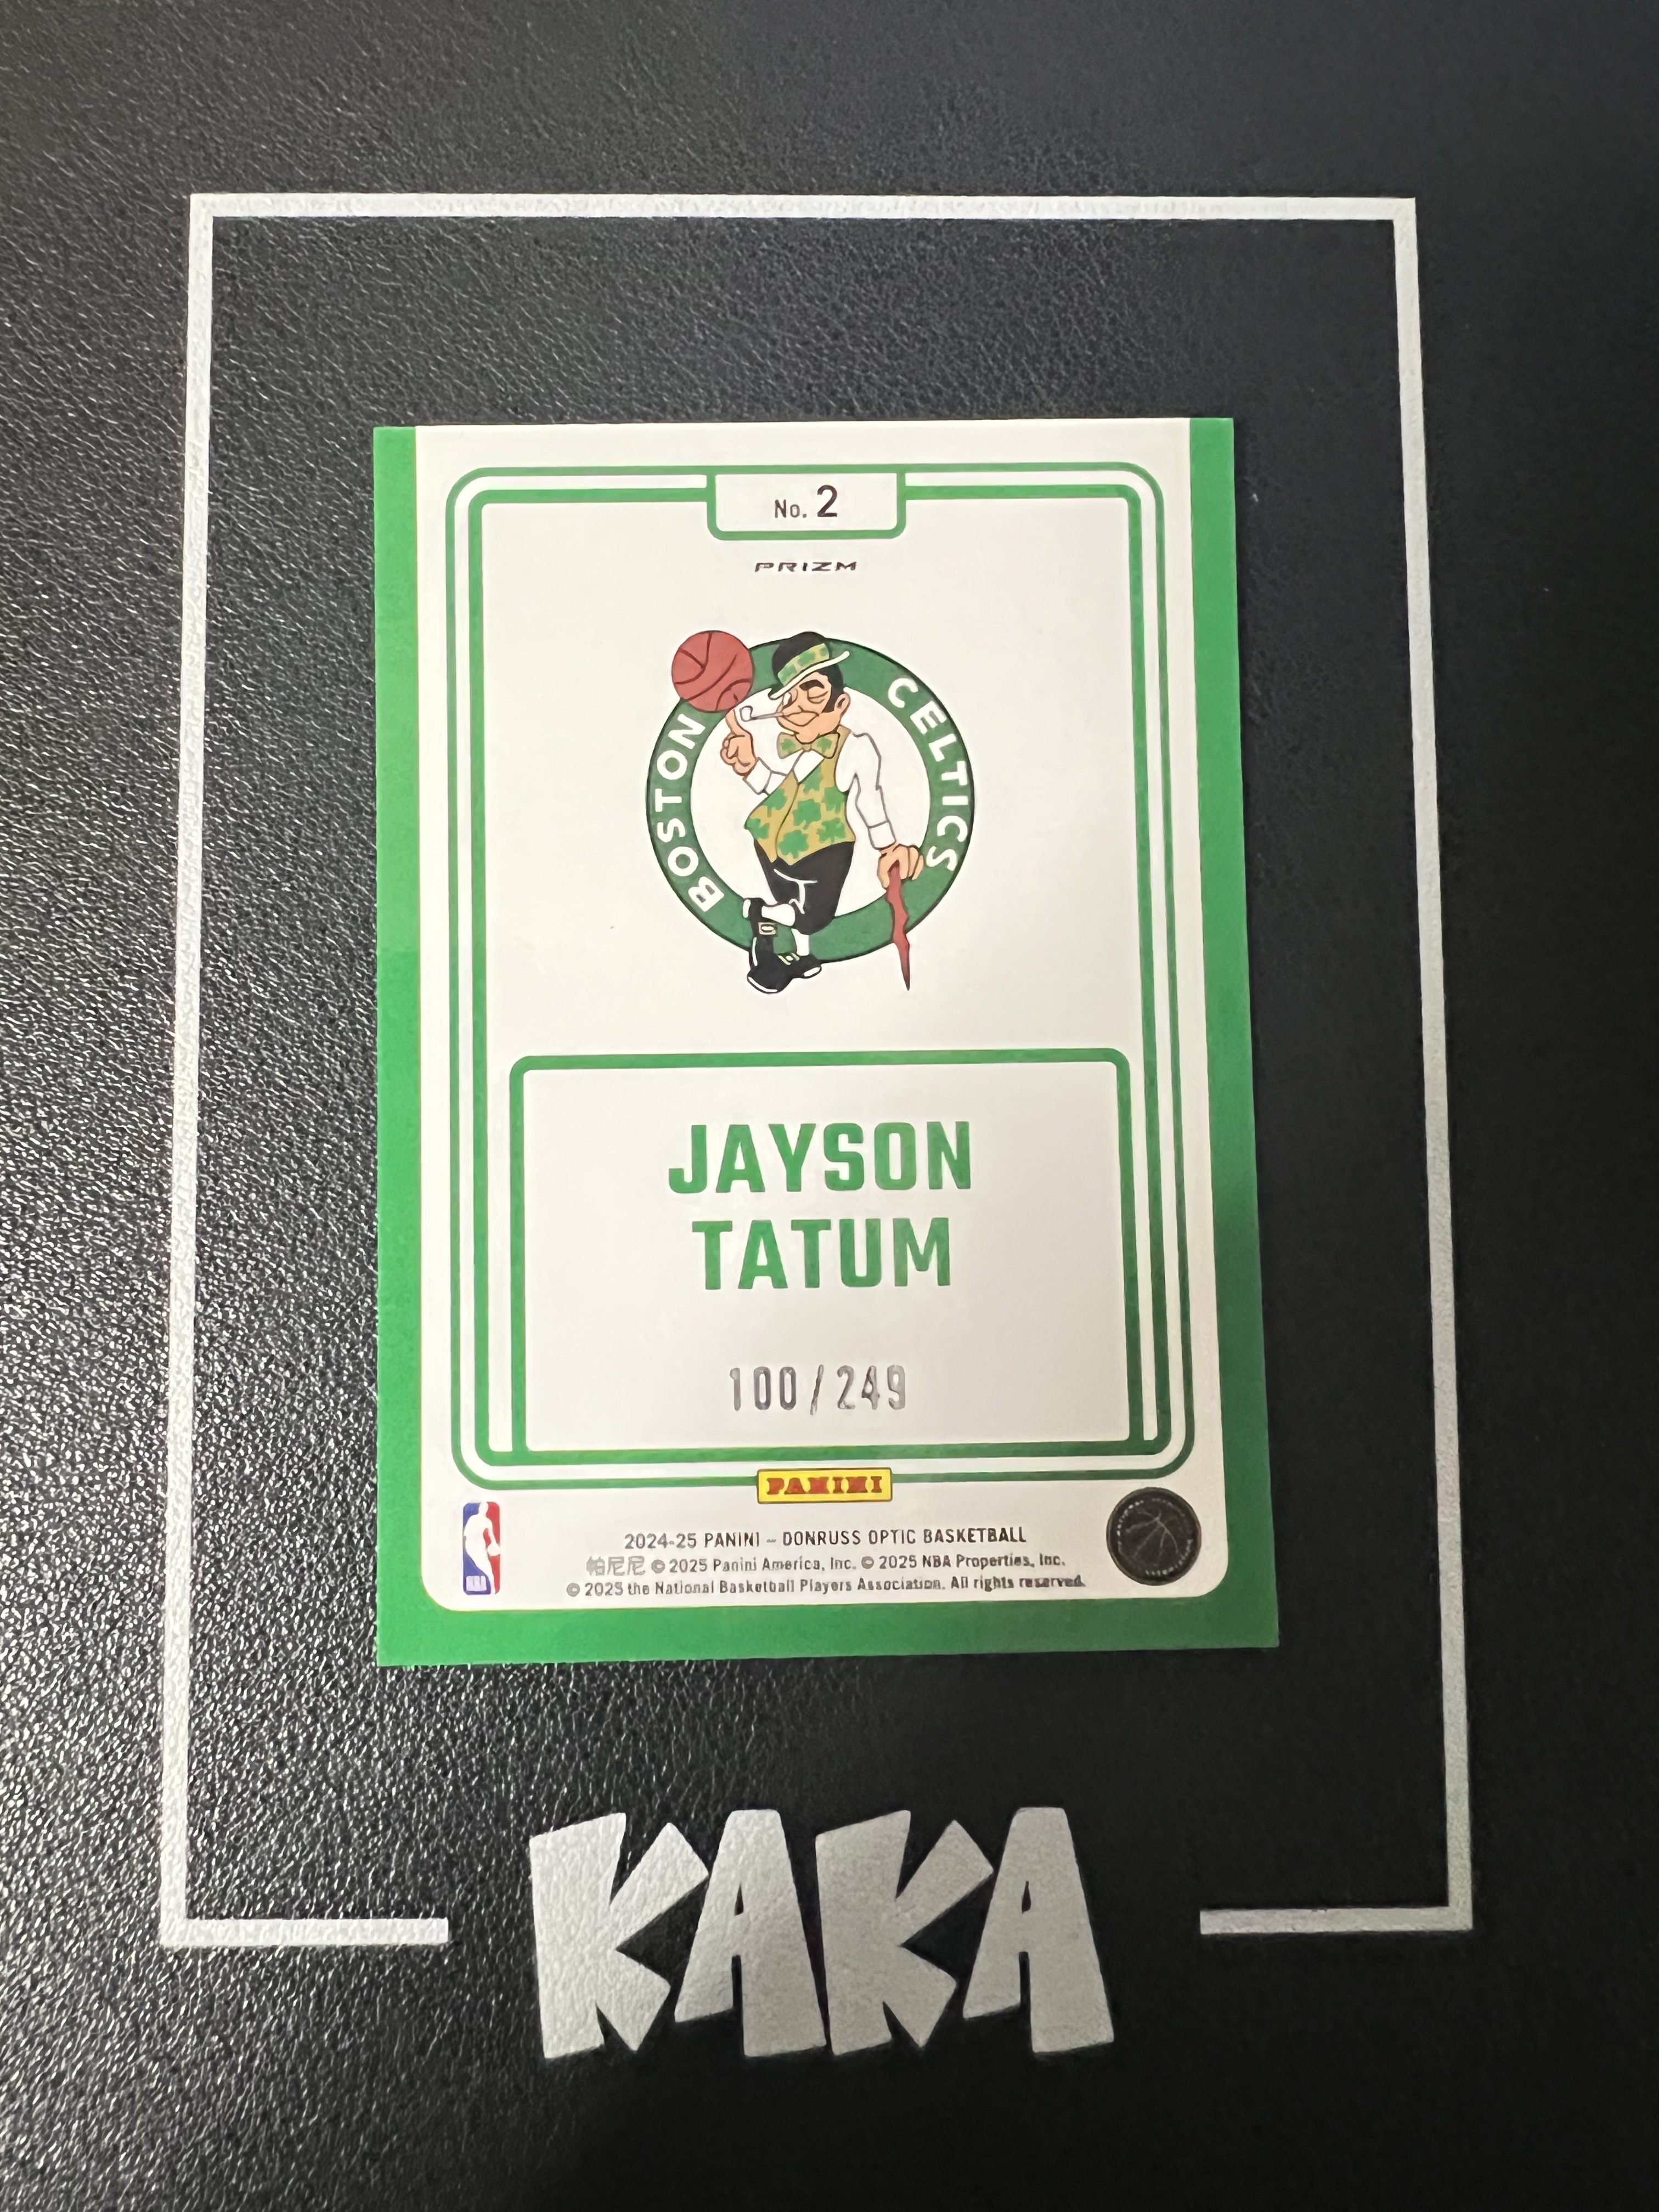 No. 2
PRIZM
BOSTON CELTICS
JAYSON
TATUM
100/249
PANINI
NBA
2024-25 PANINI – DONRUSS OPTIC BASKETBALL
帕尼尼 © 2025 Panini America, Inc. © 2025 NBA Properties, Inc.
© 2025 the National Basketball Players Association. All rights reserved.
KAKA